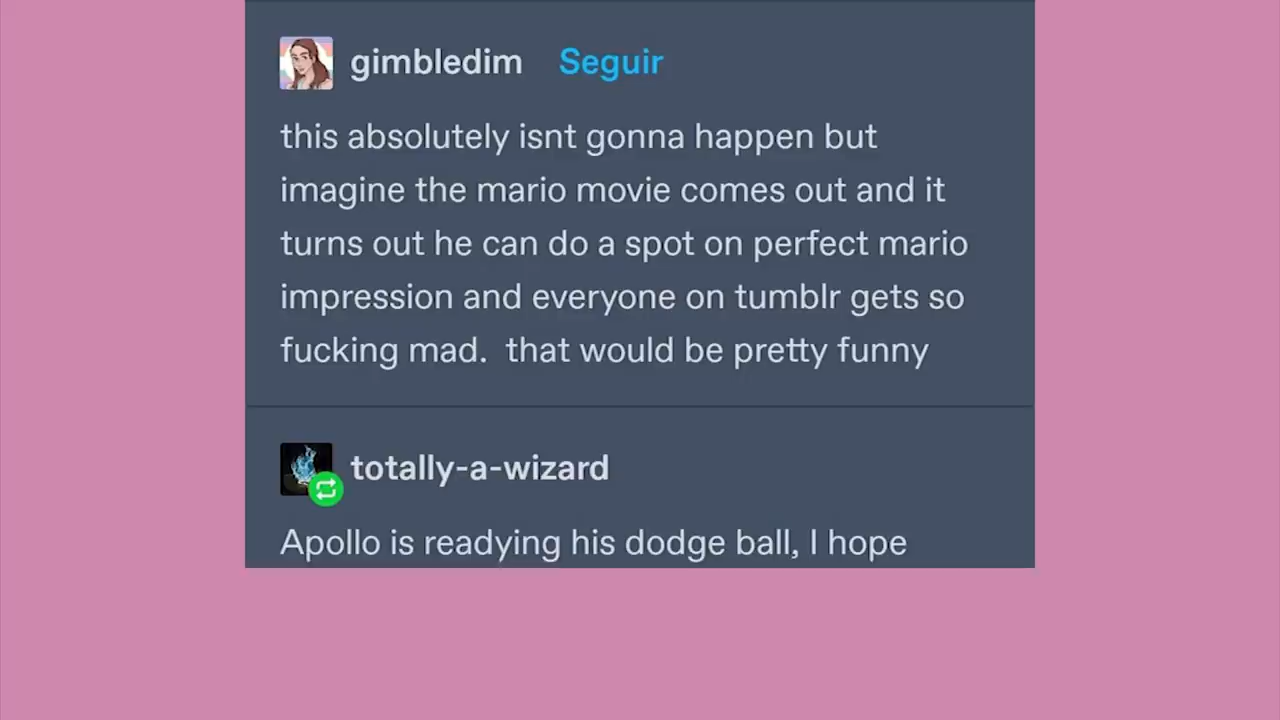 gimbledim Seguir
this absolutely isnt gonna happen but
imagine the mario movie comes out and it
turns out he can do a spot on perfect mario
impression and everyone on tumblr gets so
fucking mad.  that would be pretty funny
totally-a-wizard
Apollo is readying his dodge ball, I hope